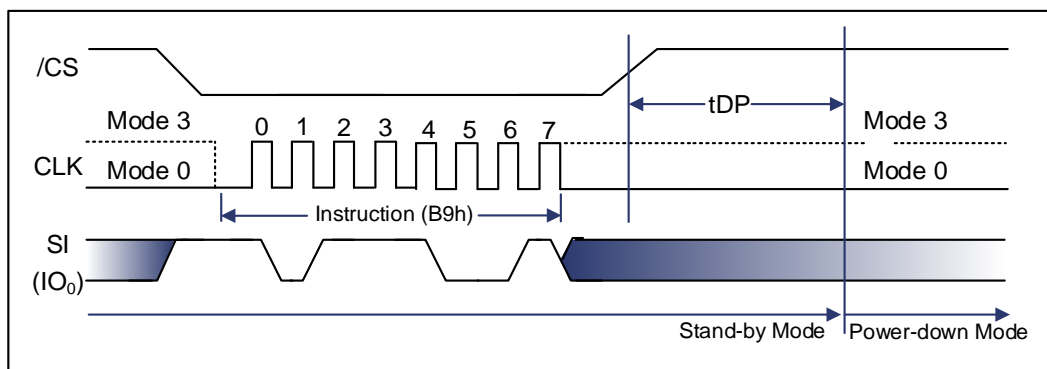 /CS
tDP
Mode 3
0 1 2 3 4 5 6 7
Mode 3
CLK
Mode 0
Mode 0
Instruction (B9h)
SI
(IO₀)
Stand-by Mode
Power-down Mode